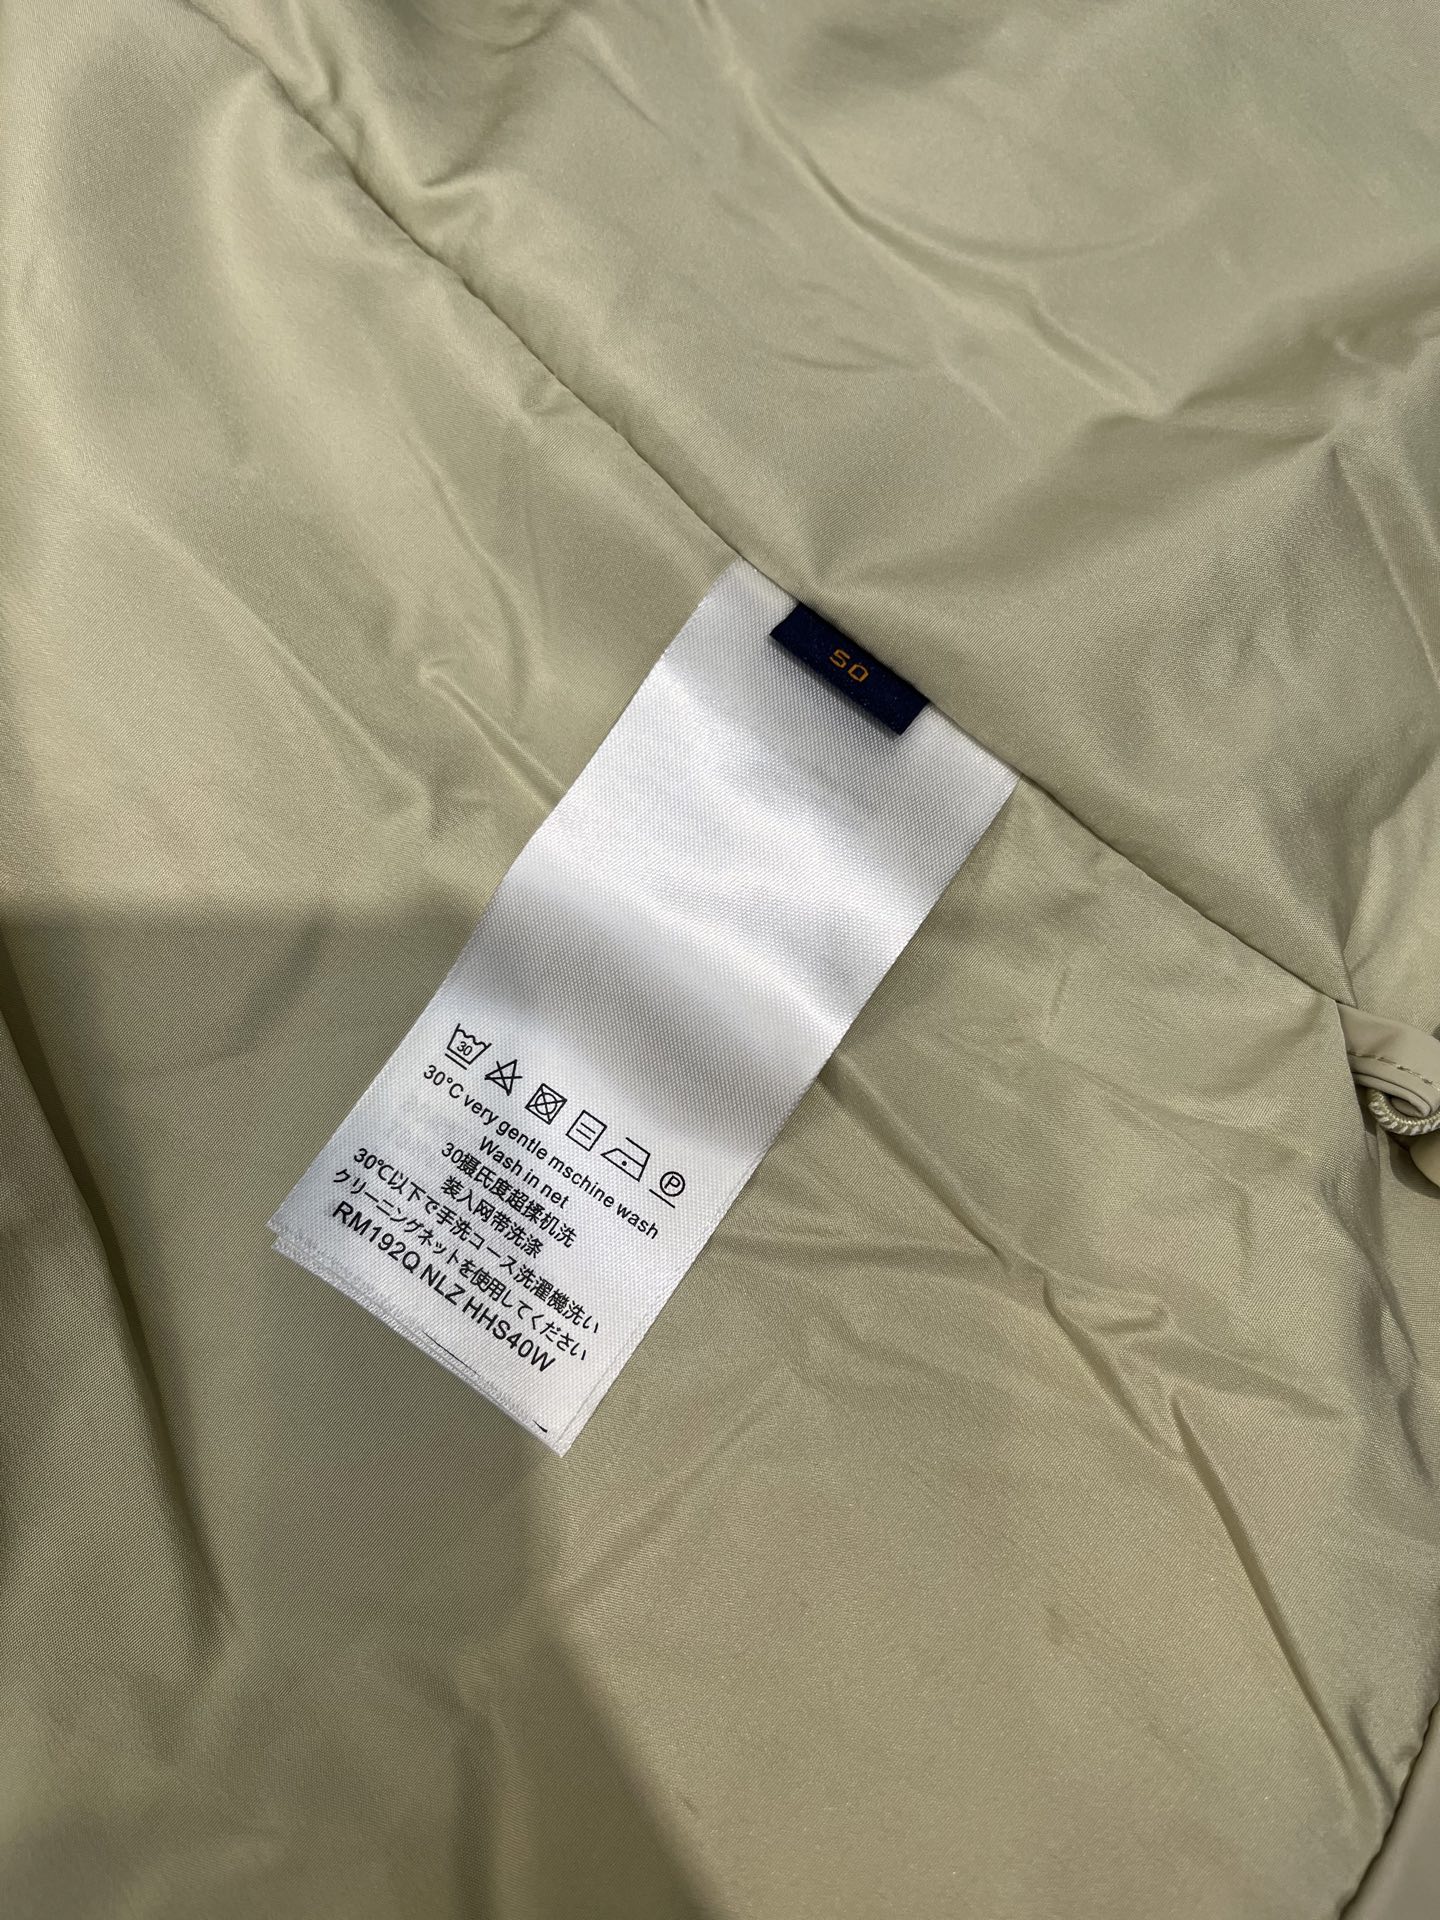 50
30
P
30°C very gentle mschine wash
Wash in net
30摄氏度超揉机洗
装入网带洗涤
30℃以下で手洗コース洗濯機洗い
クリーニングネットを使用してください
RM192Q NLZ HHS40W